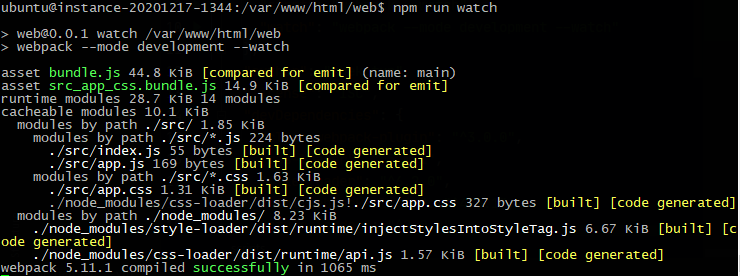 ubuntu@instance-20201217-1344:/var/www/html/web$ npm run watch
> web@0.0.1 watch /var/www/html/web
> webpack --mode development --watch
asset bundle.js 44.8 KiB [compared for emit] (name: main)
asset src_app_css.bundle.js 14.9 KiB [compared for emit]
runtime modules 28.7 KiB 14 modules
cacheable modules 10.1 KiB
  modules by path ./src/ 1.85 KiB
    modules by path ./src/*.js 224 bytes
      ./src/index.js 55 bytes [built] [code generated]
      ./src/app.js 169 bytes [built] [code generated]
    modules by path ./src/*.css 1.63 KiB
      ./src/app.css 1.31 KiB [built] [code generated]
      ./node_modules/css-loader/dist/cjs.js!./src/app.css 327 bytes [built] [code generated]
  modules by path ./node_modules/ 8.23 KiB
    ./node_modules/style-loader/dist/runtime/injectStylesIntoStyleTag.js 6.67 KiB [built] [c
ode generated]
    ./node_modules/css-loader/dist/runtime/api.js 1.57 KiB [built] [code generated]
webpack 5.11.1 compiled successfully in 1065 ms